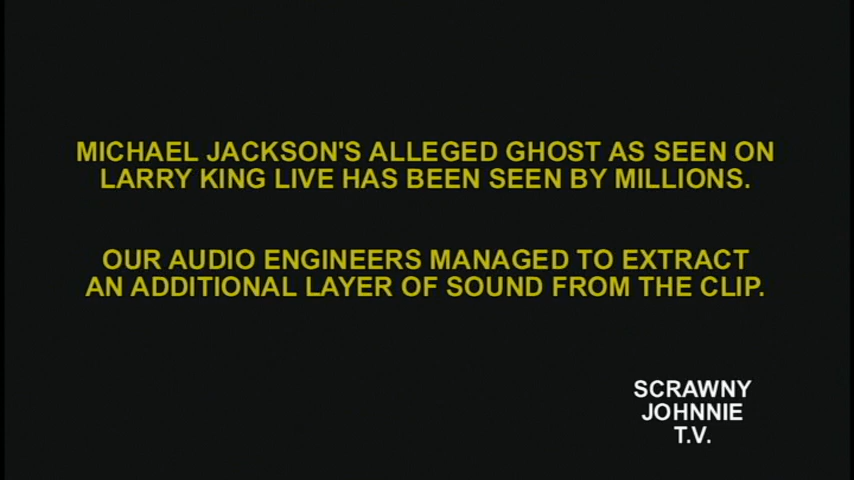 MICHAEL JACKSON'S ALLEGED GHOST AS SEEN ON
LARRY KING LIVE HAS BEEN SEEN BY MILLIONS.
OUR AUDIO ENGINEERS MANAGED TO EXTRACT
AN ADDITIONAL LAYER OF SOUND FROM THE CLIP.
SCRAWNY
JOHNNIE
T.V.